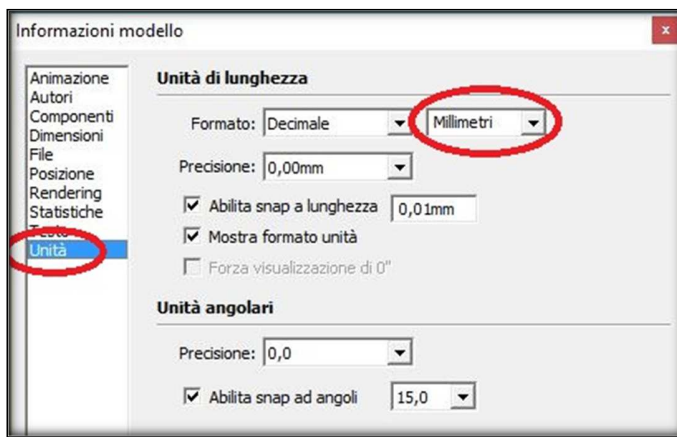 Informazioni modello
x
Animazione
Autori
Componenti
Dimensioni
File
Posizione
Rendering
Statistiche
Testo
Unità
Unità di lunghezza
Formato: Decimale Millimetri
Precisione: 0,00mm
Abilita snap a lunghezza 0,01mm
Mostra formato unità
Forza visualizzazione di 0"
Unità angolari
Precisione: 0,0
Abilita snap ad angoli 15,0